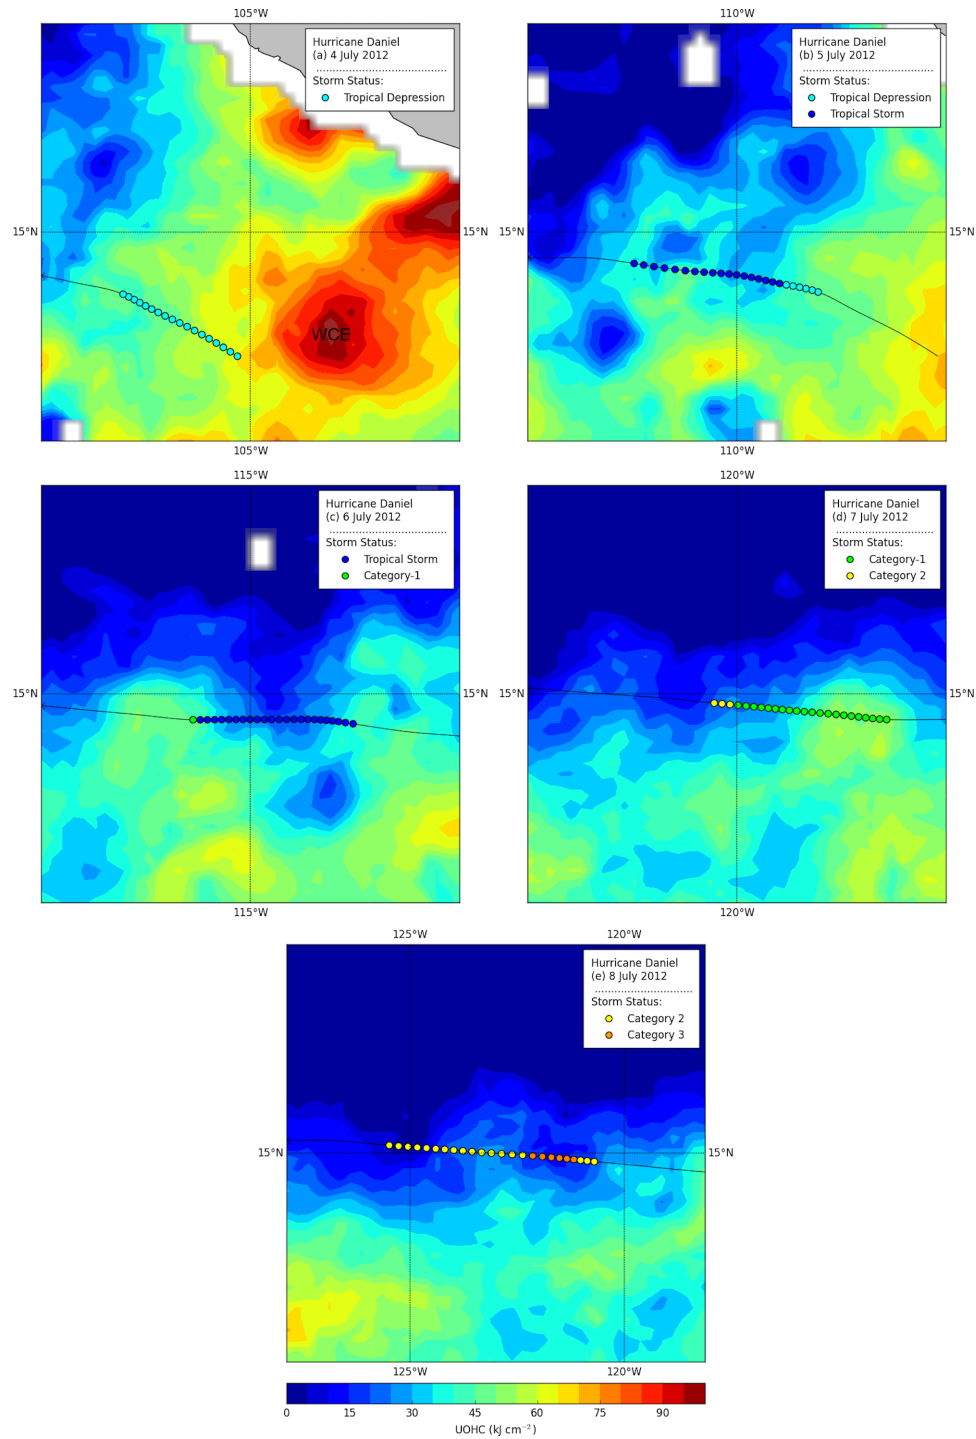 105°W
Hurricane Daniel
(a) 4 July 2012
Storm Status:
Tropical Depression
15°N
WCE
105°W
110°W
Hurricane Daniel
(b) 5 July 2012
Storm Status:
Tropical Depression
Tropical Storm
15°N
110°W
115°W
Hurricane Daniel
(c) 6 July 2012
Storm Status:
Tropical Storm
Category-1
15°N
115°W
120°W
Hurricane Daniel
(d) 7 July 2012
Storm Status:
Category-1
Category 2
15°N
120°W
125°W 120°W
Hurricane Daniel
(e) 8 July 2012
Storm Status:
Category 2
Category 3
15°N 15°N
125°W 120°W
0 15 30 45 60 75 90
UOHC (kJ cm⁻²)